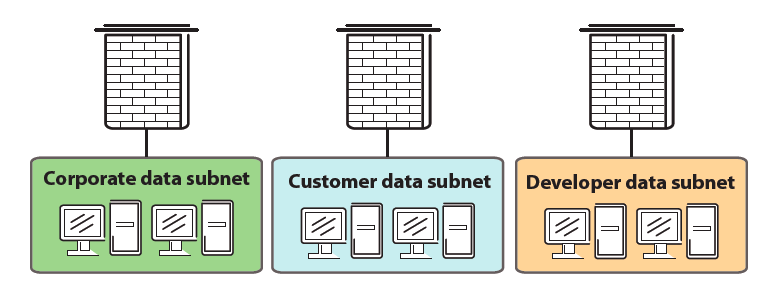 Corporate data subnet
Customer data subnet
Developer data subnet